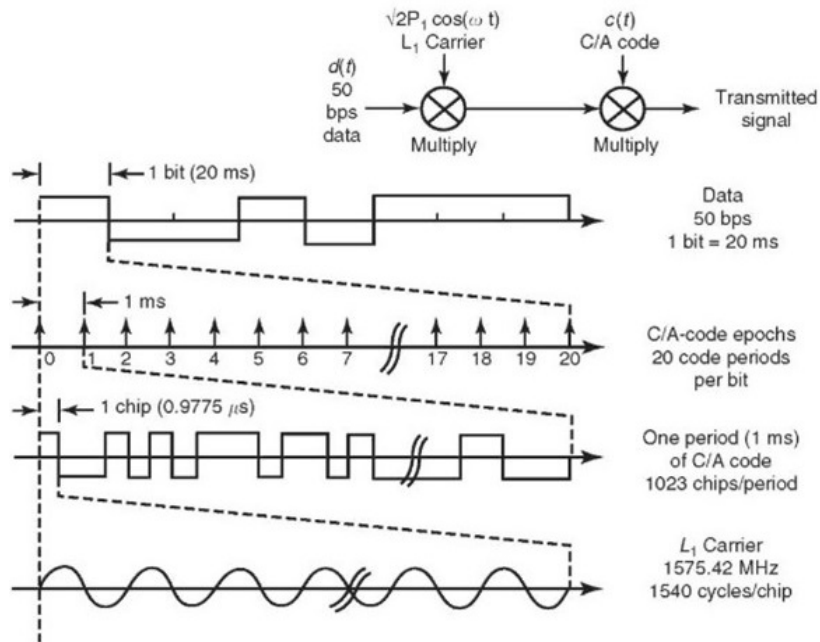 √2P₁ cos(ω t)
L₁ Carrier
c(t)
C/A code
d(t)
50
bps
data
Multiply
Multiply
Transmitted
signal
1 bit (20 ms)
Data
50 bps
1 bit = 20 ms
1 ms
0 1 2 3 4 5 6 7 17 18 19 20
C/A-code epochs
20 code periods
per bit
1 chip (0.9775 μs)
One period (1 ms)
of C/A code
1023 chips/period
L₁ Carrier
1575.42 MHz
1540 cycles/chip